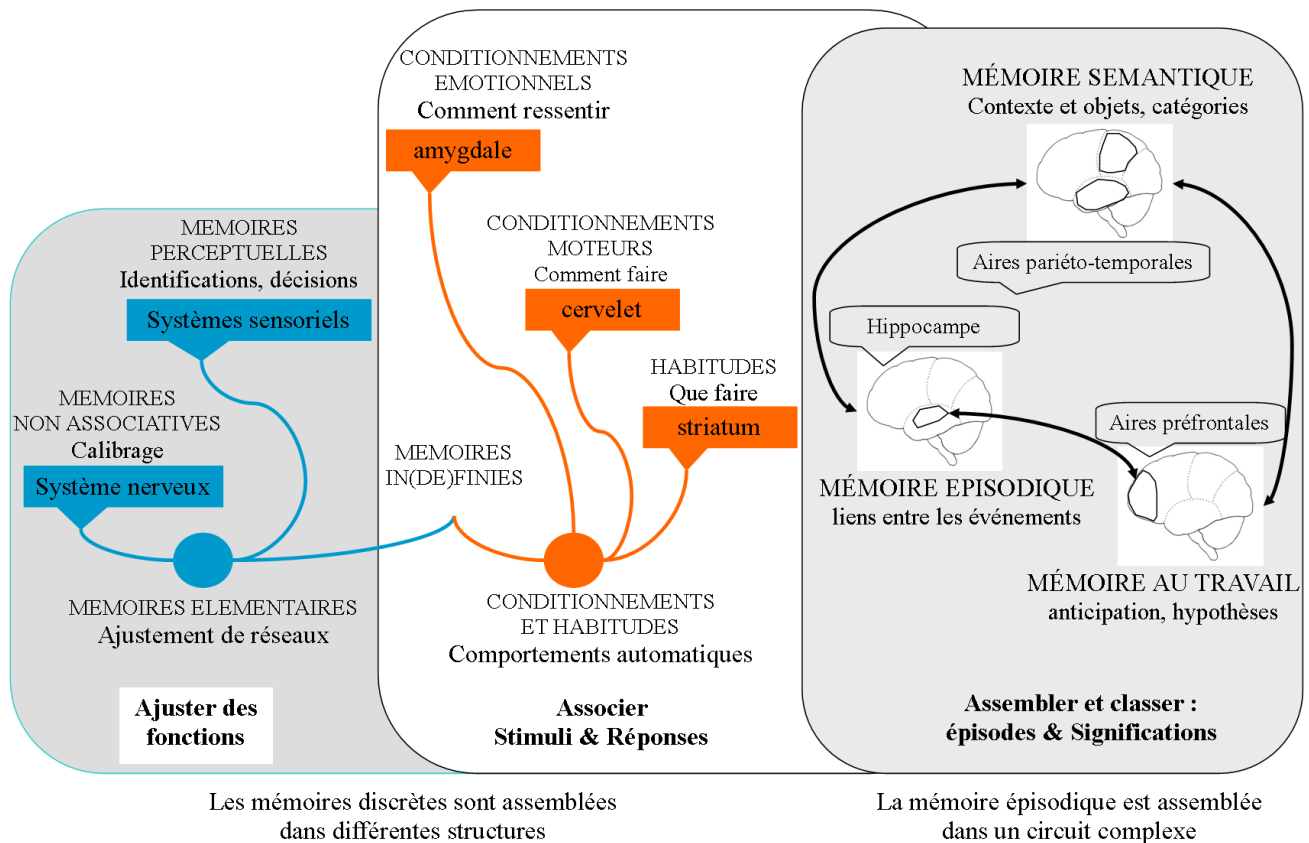 MEMOIRES
PERCEPTUELLES
Identifications, décisions
Systèmes sensoriels
MEMOIRES
NON ASSOCIATIVES
Calibrage
Système nerveux
MEMOIRES ELEMENTAIRES
Ajustement de réseaux
Ajuster des
fonctions
CONDITIONNEMENTS
EMOTIONNELS
Comment ressentir
amygdale
CONDITIONNEMENTS
MOTEURS
Comment faire
cervelet
HABITUDES
Que faire
striatum
MEMOIRES
IN(DE)FINIES
CONDITIONNEMENTS
ET HABITUDES
Comportements automatiques
Associer
Stimuli & Réponses
MÉMOIRE SEMANTIQUE
Contexte et objets, catégories
Aires pariéto-temporales
Hippocampe
MÉMOIRE EPISODIQUE
liens entre les événements
Aires préfrontales
MÉMOIRE AU TRAVAIL
anticipation, hypothèses
Assembler et classer :
épisodes & Significations
Les mémoires discrètes sont assemblées
dans différentes structures
La mémoire épisodique est assemblée
dans un circuit complexe